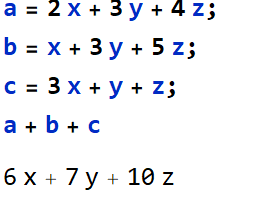 a = 2 x + 3 y + 4 z;
b = x + 3 y + 5 z;
c = 3 x + y + z;
a + b + c
6 x + 7 y + 10 z